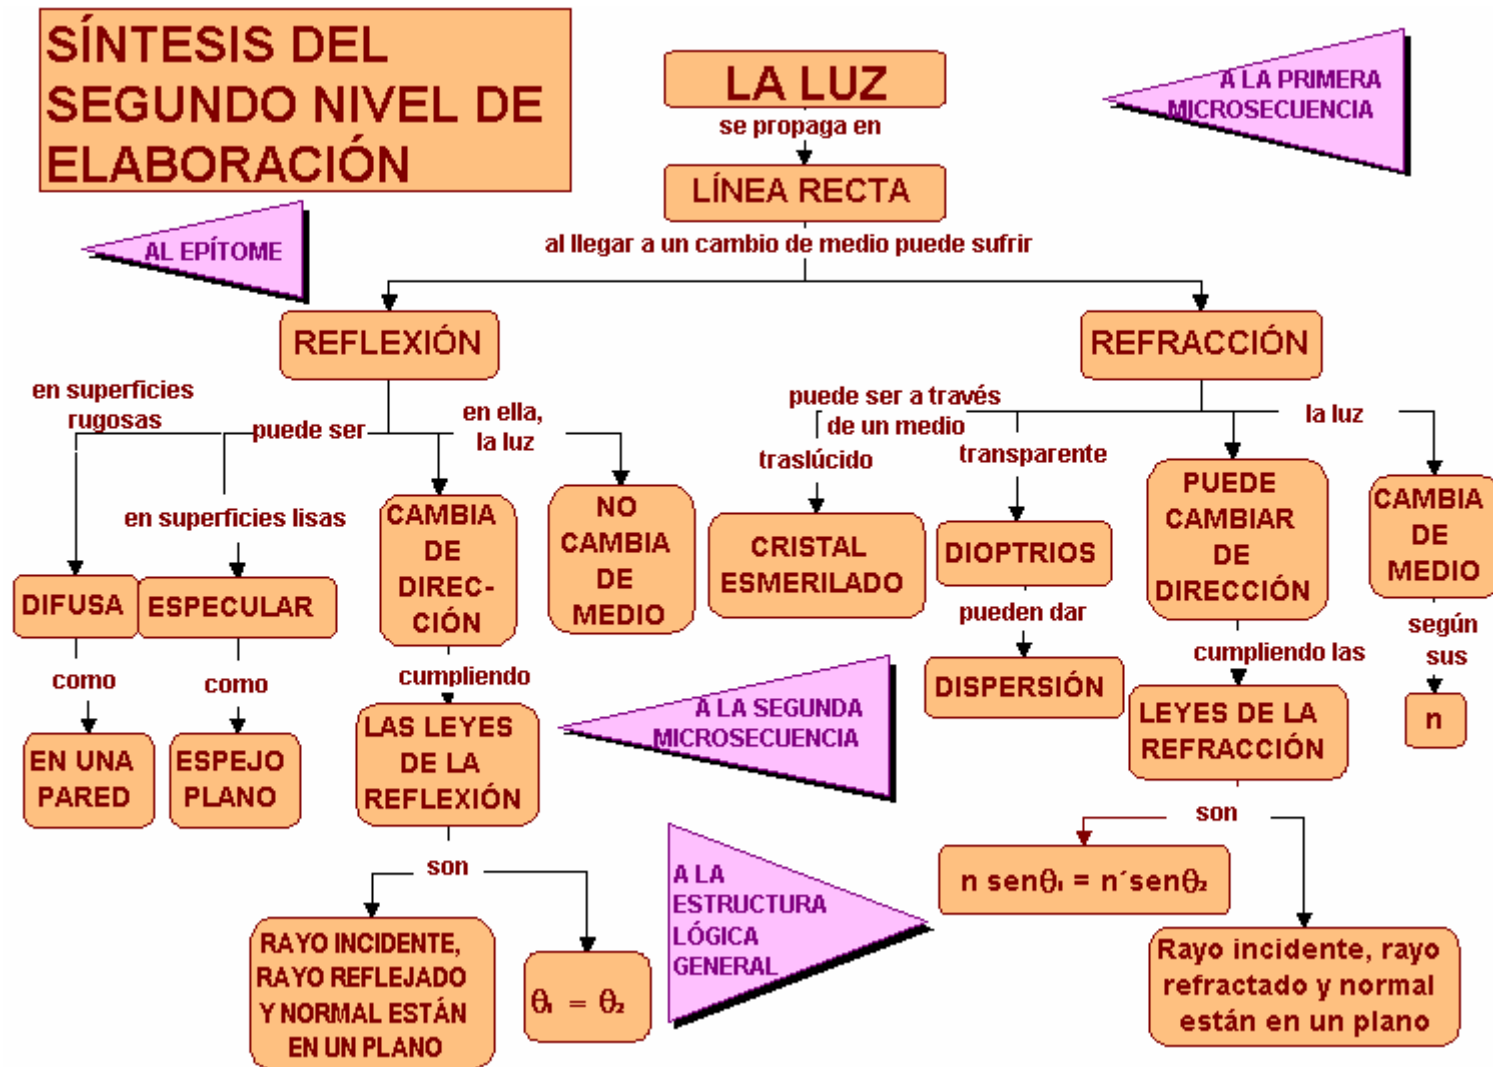 SÍNTESIS DEL
SEGUNDO NIVEL DE
ELABORACIÓN
LA LUZ
se propaga en
LÍNEA RECTA
al llegar a un cambio de medio puede sufrir
A LA PRIMERA
MICROSECUENCIA
AL EPÍTOME
REFLEXIÓN
REFRACCIÓN
en superficies
rugosas
puede ser
en ella,
la luz
en superficies lisas
DIFUSA
ESPECULAR
CAMBIA
DE
DIREC-
CIÓN
NO
CAMBIA
DE
MEDIO
como
como
cumpliendo
EN UNA
PARED
ESPEJO
PLANO
LAS LEYES
DE LA
REFLEXIÓN
son
RAYO INCIDENTE,
RAYO REFLEJADO
Y NORMAL ESTÁN
EN UN PLANO
θ₁ = θ₂
puede ser a través
de un medio
traslúcido
transparente
la luz
CRISTAL
ESMERILADO
DIOPTRIOS
PUEDE
CAMBIAR
DE
DIRECCIÓN
CAMBIA
DE
MEDIO
pueden dar
DISPERSIÓN
cumpliendo las
según
sus
n
LEYES DE LA
REFRACCIÓN
son
n senθ₁ = n´senθ₂
Rayo incidente, rayo
refractado y normal
están en un plano
A LA SEGUNDA
MICROSECUENCIA
A LA
ESTRUCTURA
LÓGICA
GENERAL